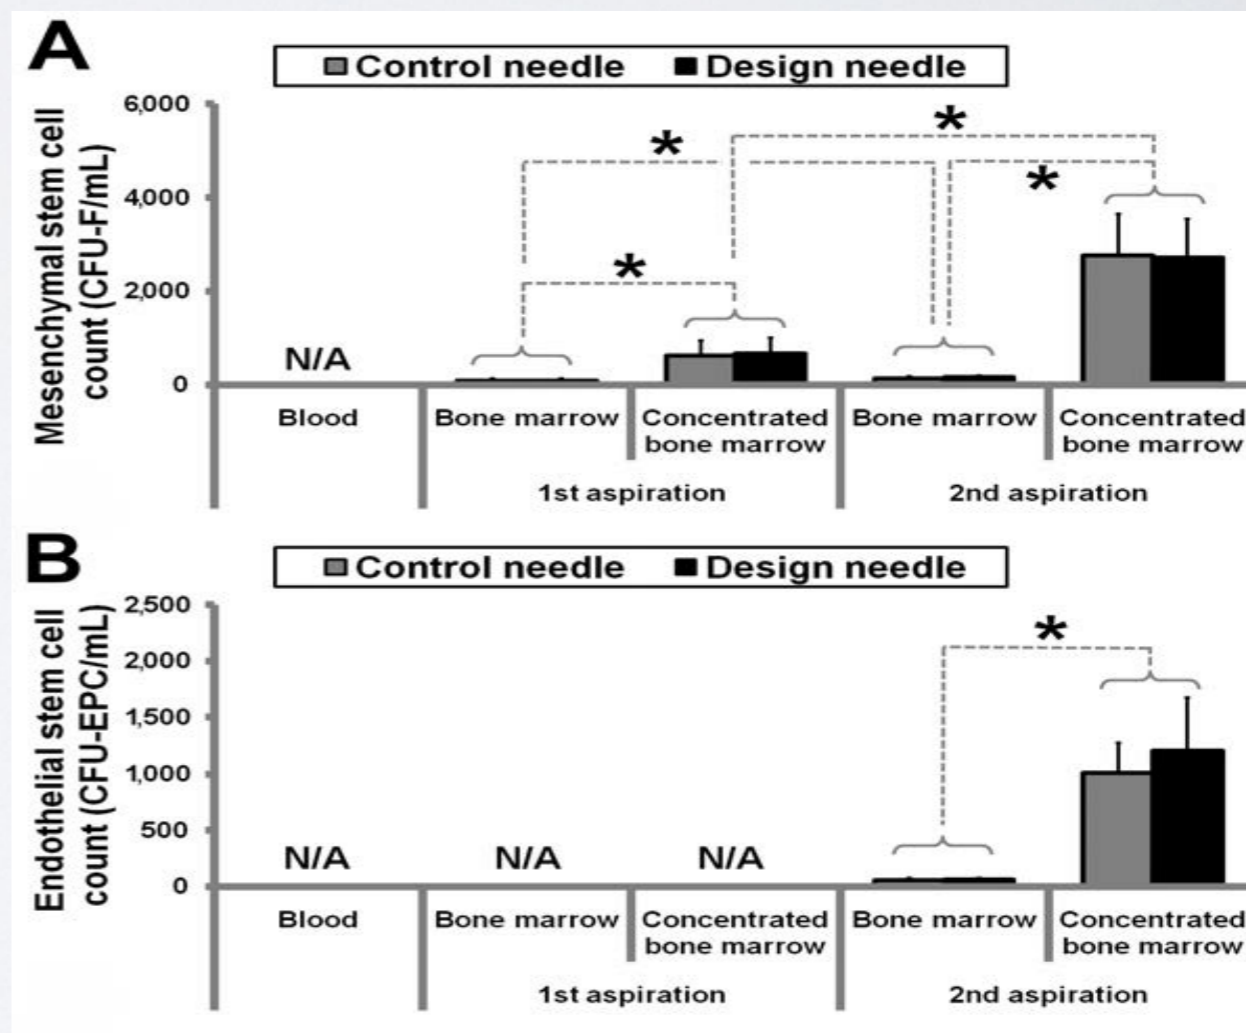 A
Control needle Design needle
Mesenchymal stem cell
count (CFU-F/mL)
6,000
4,000
2,000
0
* * * *
N/A
Blood Bone marrow Concentrated bone marrow Bone marrow Concentrated bone marrow
1st aspiration 2nd aspiration
B
Control needle Design needle
Endothelial stem cell
count (CFU-EPC/mL)
2,500
2,000
1,500
1,000
500
0
*
N/A N/A N/A
Blood Bone marrow Concentrated bone marrow Bone marrow Concentrated bone marrow
1st aspiration 2nd aspiration